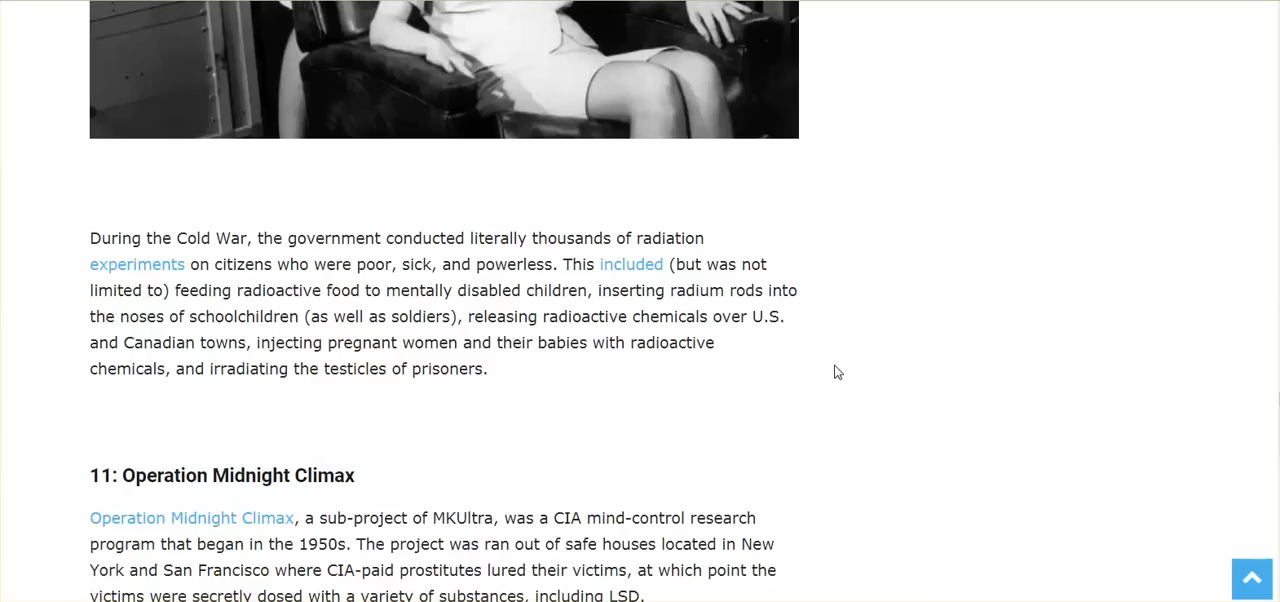 During the Cold War, the government conducted literally thousands of radiation
experiments on citizens who were poor, sick, and powerless. This included (but was not
limited to) feeding radioactive food to mentally disabled children, inserting radium rods into
the noses of schoolchildren (as well as soldiers), releasing radioactive chemicals over U.S.
and Canadian towns, injecting pregnant women and their babies with radioactive
chemicals, and irradiating the testicles of prisoners.
11: Operation Midnight Climax
Operation Midnight Climax, a sub-project of MKUltra, was a CIA mind-control research
program that began in the 1950s. The project was ran out of safe houses located in New
York and San Francisco where CIA-paid prostitutes lured their victims, at which point the
victims were secretly dosed with a variety of substances, including LSD.